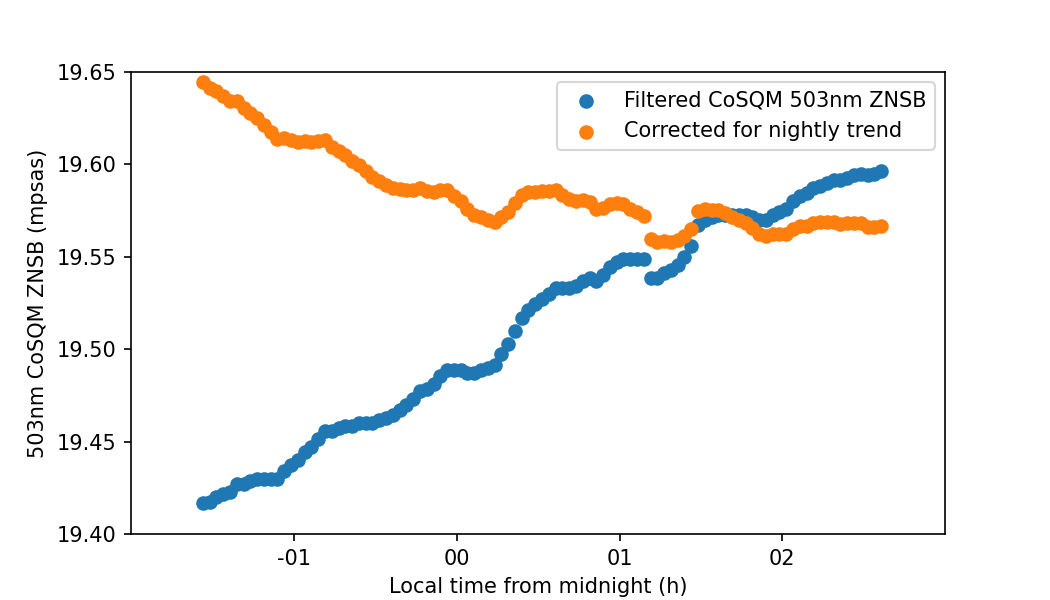 19.65
19.60
19.55
19.50
19.45
19.40
503nm CoSQM ZNSB (mpsas)
Filtered CoSQM 503nm ZNSB
Corrected for nightly trend
-01
00
01
02
Local time from midnight (h)